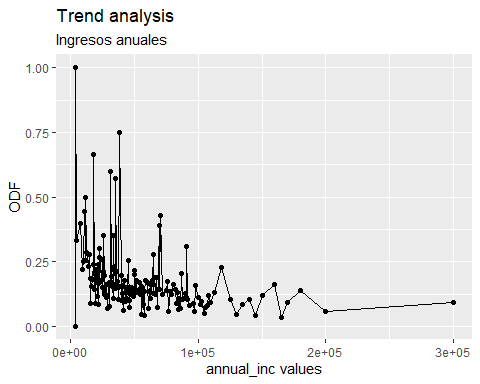 Trend analysis
Ingresos anuales
1.00
0.75
0.50
0.25
0.00
ODF
0e+00
1e+05
2e+05
3e+05
annual_inc values